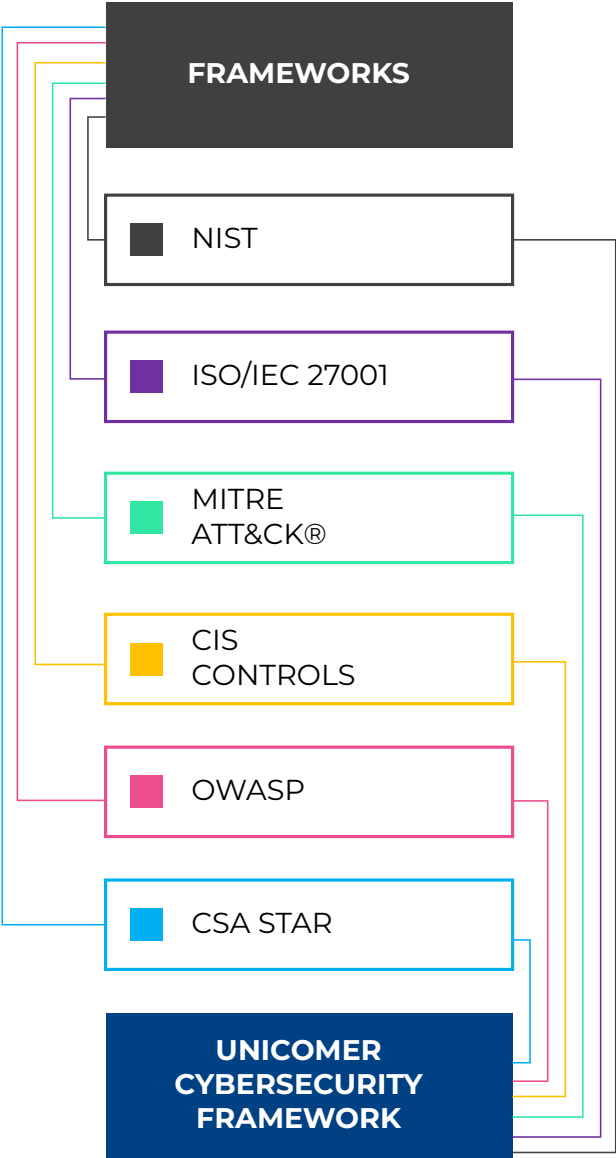 FRAMEWORKS
NIST
ISO/IEC 27001
MITRE
ATT&CK®
CIS
CONTROLS
OWASP
CSA STAR
UNICOMER
CYBERSECURITY
FRAMEWORK